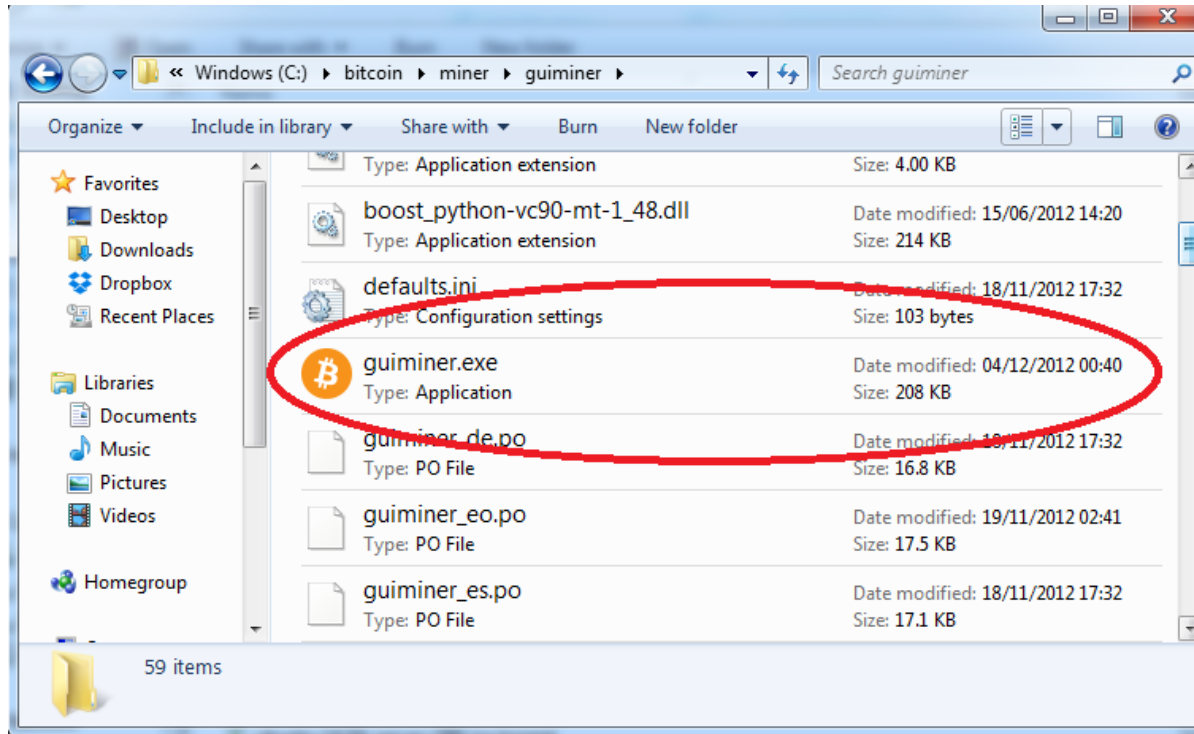 « Windows (C:) ▸ bitcoin ▸ miner ▸ guiminer ▸ Search guiminer
Organize Include in library Share with Burn New folder
Favorites
Desktop
Downloads
Dropbox
Recent Places
Libraries
Documents
Music
Pictures
Videos
Homegroup
Type: Application extension Size: 4.00 KB
boost_python-vc90-mt-1_48.dll Date modified: 15/06/2012 14:20
Type: Application extension Size: 214 KB
defaults.ini Date modified: 18/11/2012 17:32
Type: Configuration settings Size: 103 bytes
guiminer.exe Date modified: 04/12/2012 00:40
Type: Application Size: 208 KB
guiminer_de.po Date modified: 18/11/2012 17:32
Type: PO File Size: 16.8 KB
guiminer_eo.po Date modified: 19/11/2012 02:41
Type: PO File Size: 17.5 KB
guiminer_es.po Date modified: 18/11/2012 17:32
Type: PO File Size: 17.1 KB
59 items